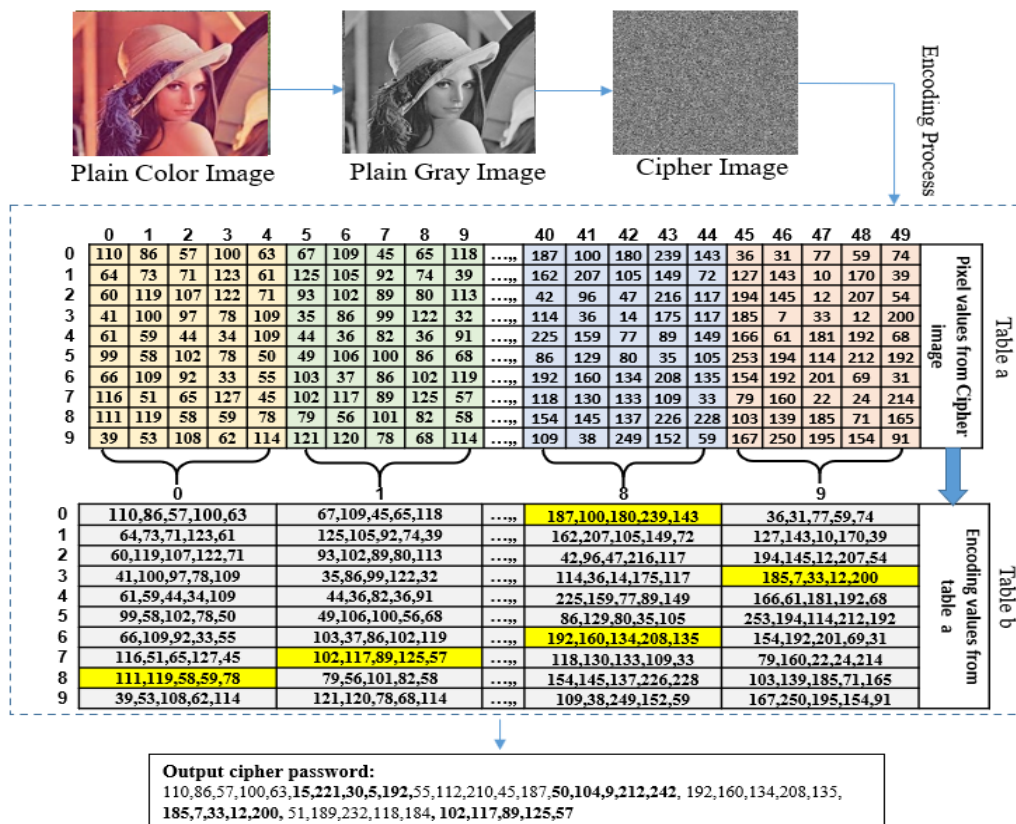 Plain Color Image
Plain Gray Image
Cipher Image
Encoding Process
0 1 2 3 4 5 6 7 8 9 40 41 42 43 44 45 46 47 48 49
0 110 86 57 100 63 67 109 45 65 118 ....,, 187 100 180 239 143 36 31 77 59 74
1 64 73 71 123 61 125 105 92 74 39 162 207 105 149 72 127 143 10 170 39
2 60 119 107 122 71 93 102 89 80 113 42 96 47 216 117 194 145 12 207 54
3 41 100 97 78 109 35 86 99 122 32 114 36 14 175 117 185 7 33 12 200
4 61 59 44 34 109 44 36 82 36 91 225 159 77 89 149 166 61 181 192 68
5 99 58 102 78 50 49 106 100 86 68 86 129 80 35 105 253 194 114 212 192
6 66 109 92 33 55 103 37 86 102 119 192 160 134 208 135 154 192 201 69 31
7 116 51 65 127 45 102 117 89 125 57 118 130 133 109 33 79 160 22 24 214
8 111 119 58 59 78 79 56 101 82 58 154 145 137 226 228 103 139 185 71 165
9 39 53 108 62 114 121 120 78 68 114 ....,, 109 38 249 152 59 167 250 195 154 91
Pixel values from Cipher
image
Table a
0 1 8 9
0 110,86,57,100,63 67,109,45,65,118 ....,, 187,100,180,239,143 36,31,77,59,74
1 64,73,71,123,61 125,105,92,74,39 162,207,105,149,72 127,143,10,170,39
2 60,119,107,122,71 93,102,89,80,113 42,96,47,216,117 194,145,12,207,54
3 41,100,97,78,109 35,86,99,122,32 114,36,14,175,117 185,7,33,12,200
4 61,59,44,34,109 44,36,82,36,91 225,159,77,89,149 166,61,181,192,68
5 99,58,102,78,50 49,106,100,56,68 86,129,80,35,105 253,194,114,212,192
6 66,109,92,33,55 103,37,86,102,119 192,160,134,208,135 154,192,201,69,31
7 116,51,65,127,45 102,117,89,125,57 118,130,133,109,33 79,160,22,24,214
8 111,119,58,59,78 79,56,101,82,58 154,145,137,226,228 103,139,185,71,165
9 39,53,108,62,114 121,120,78,68,114 ....,, 109,38,249,152,59 167,250,195,154,91
Encoding values from
table a
Table b
Output cipher password:
110,86,57,100,63,15,221,30,5,192,55,112,210,45,187,50,104,9,212,242, 192,160,134,208,135,
185,7,33,12,200, 51,189,232,118,184, 102,117,89,125,57